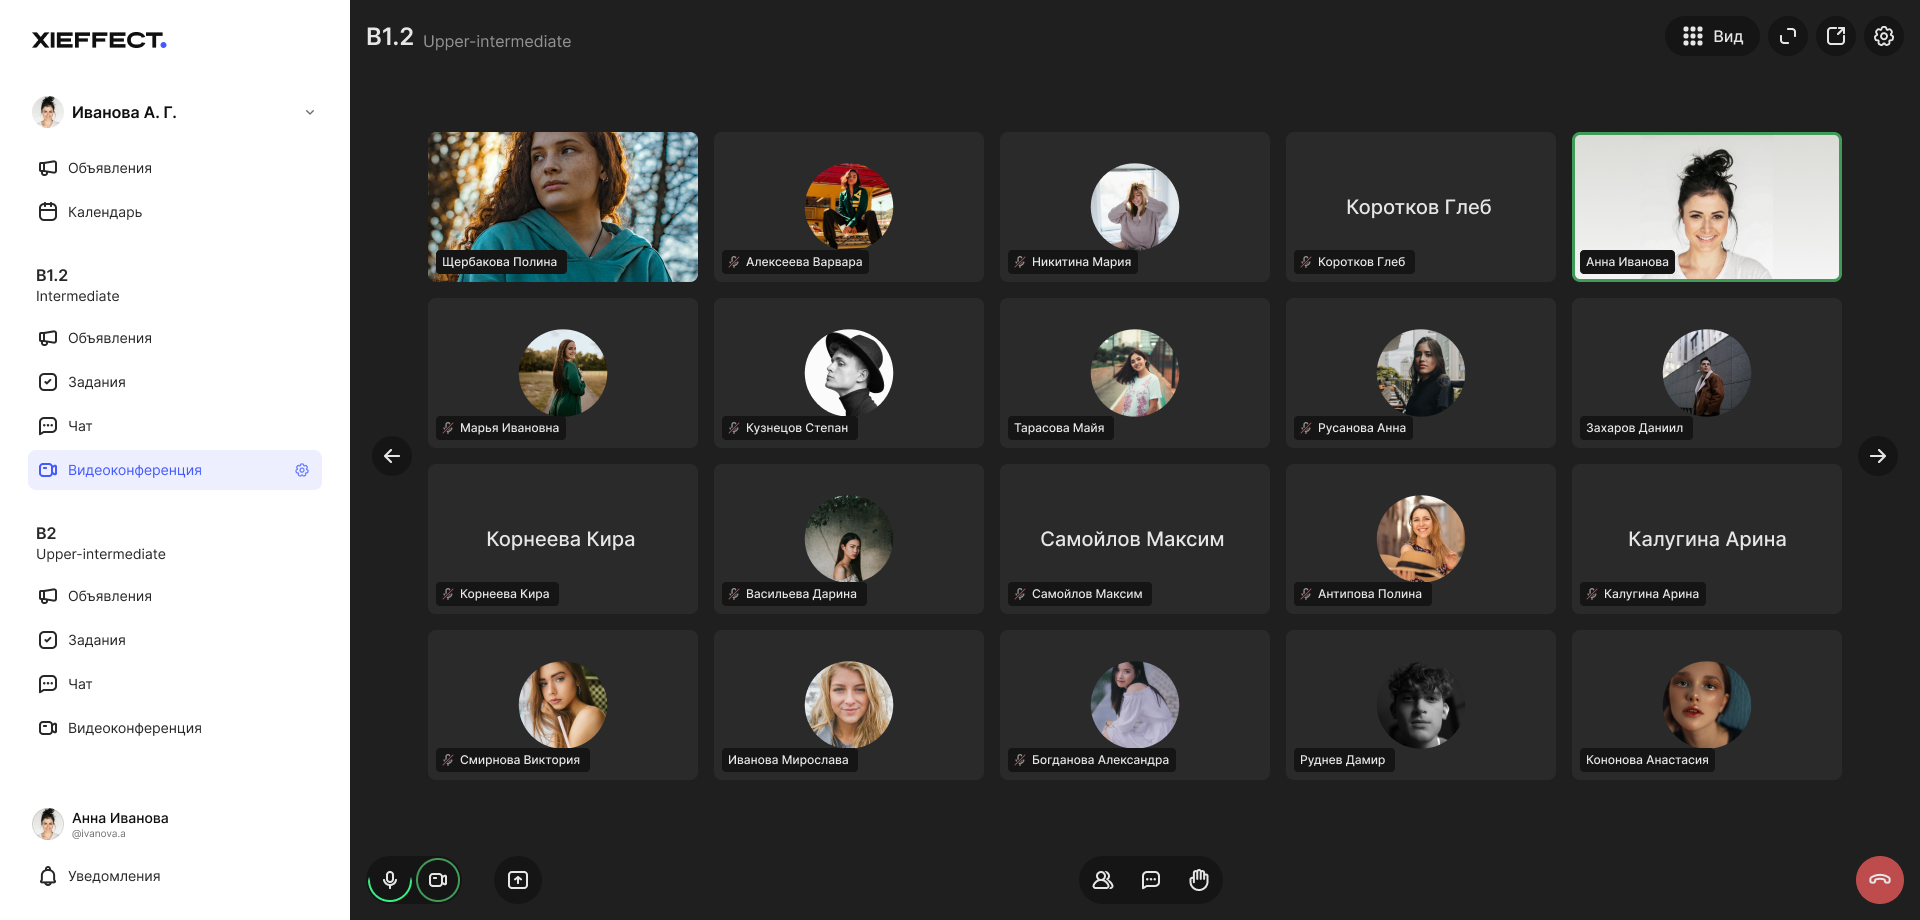 XIEFFECT.
Иванова А. Г.
Объявления
Календарь
B1.2
Intermediate
Объявления
Задания
Чат
Видеоконференция
B2
Upper-intermediate
Объявления
Задания
Чат
Видеоконференция
Анна Иванова
@ivanova.a
Уведомления
B1.2 Upper-intermediate
Вид
Щербакова Полина
Алексеева Варвара
Никитина Мария
Коротков Глеб
Коротков Глеб
Анна Иванова
Марья Ивановна
Кузнецов Степан
Тарасова Майя
Русанова Анна
Захаров Даниил
Корнеева Кира
Корнеева Кира
Васильева Дарина
Самойлов Максим
Самойлов Максим
Антипова Полина
Калугина Арина
Калугина Арина
Смирнова Виктория
Иванова Мирослава
Богданова Александра
Руднев Дамир
Кононова Анастасия